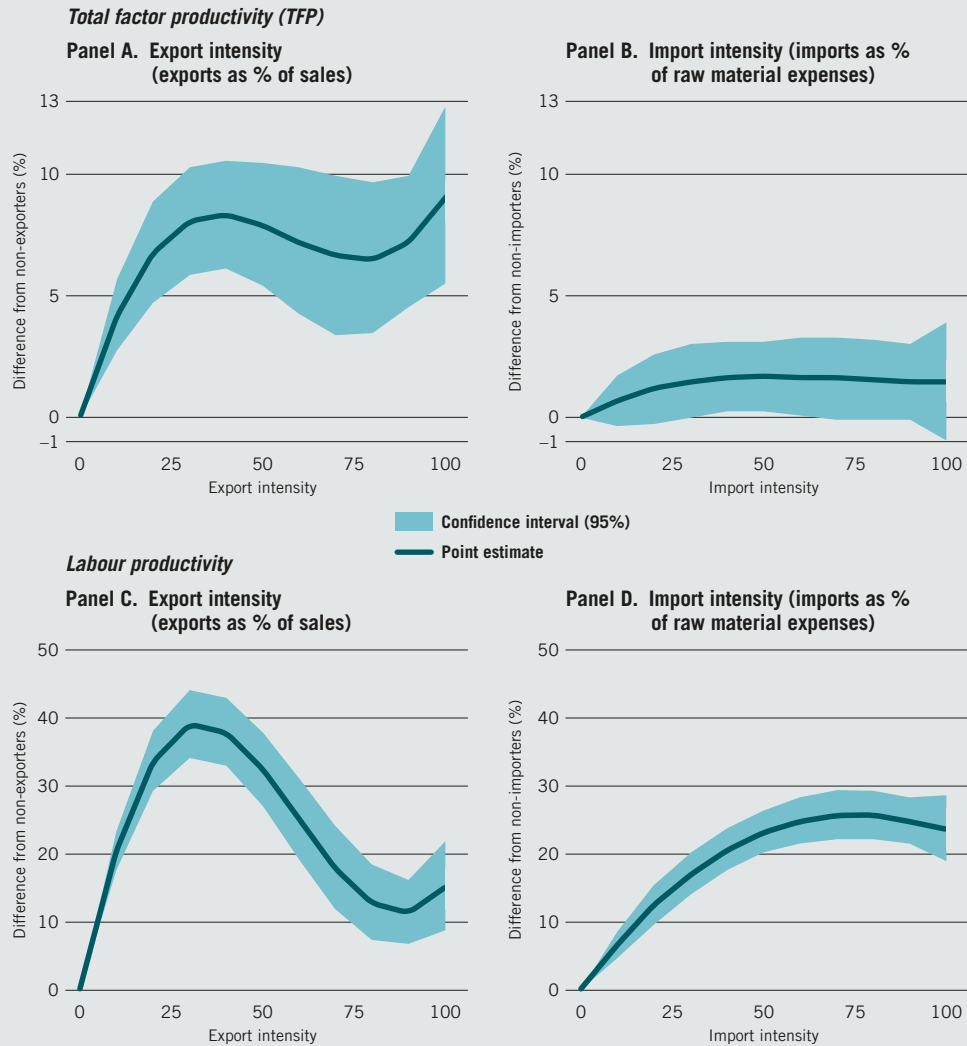 Total factor productivity (TFP)
Panel A. Export intensity
(exports as % of sales)
Difference from non-exporters (%)
13
10
5
0
–1
0 25 50 75 100
Export intensity
Panel B. Import intensity (imports as %
of raw material expenses)
Difference from non-importers (%)
13
10
5
0
–1
0 25 50 75 100
Import intensity
Confidence interval (95%)
Point estimate
Labour productivity
Panel C. Export intensity
(exports as % of sales)
Difference from non-exporters (%)
50
40
30
20
10
0
0 25 50 75 100
Export intensity
Panel D. Import intensity (imports as %
of raw material expenses)
Difference from non-importers (%)
50
40
30
20
10
0
0 25 50 75 100
Import intensity